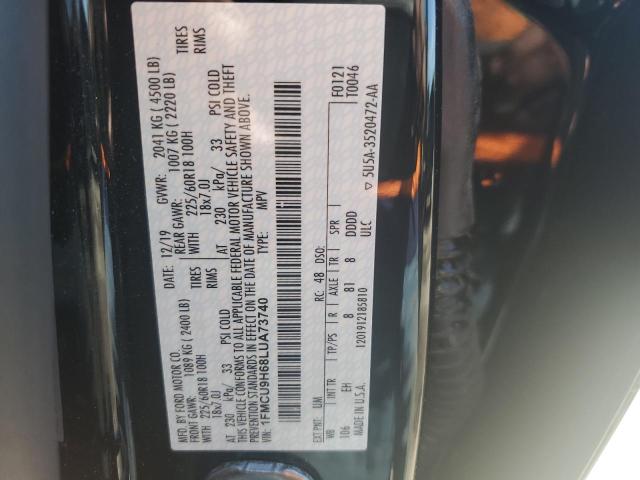 MFD. BY FORD MOTOR CO.
DATE: 12/19 GVWR: 2041 KG ( 4500 LB)
FRONT GAWR: 1089 KG ( 2400 LB) REAR GAWR: 1007 KG ( 2220 LB)
WITH 225/60R18 100H TIRES WITH 225/60R18 100H TIRES
18x7.0J RIMS 18x7.0J RIMS
AT 230 kPa/ 33 PSI COLD AT 230 kPa/ 33 PSI COLD
THIS VEHICLE CONFORMS TO ALL APPLICABLE FEDERAL MOTOR VEHICLE SAFETY AND THEFT
PREVENTION STANDARDS IN EFFECT ON THE DATE OF MANUFACTURE SHOWN ABOVE.
VIN: 1FMCU9H68LUA73740 TYPE: MPV
F0121
T0046
EXT PNT: UM RC: 48 DSO:
WB INT TR TP/PS R AXLE TR SPR
106 EH 8 81 8 DDDD
MADE IN U.S.A. ULC
1201912185810
5U5A-3520472-AA